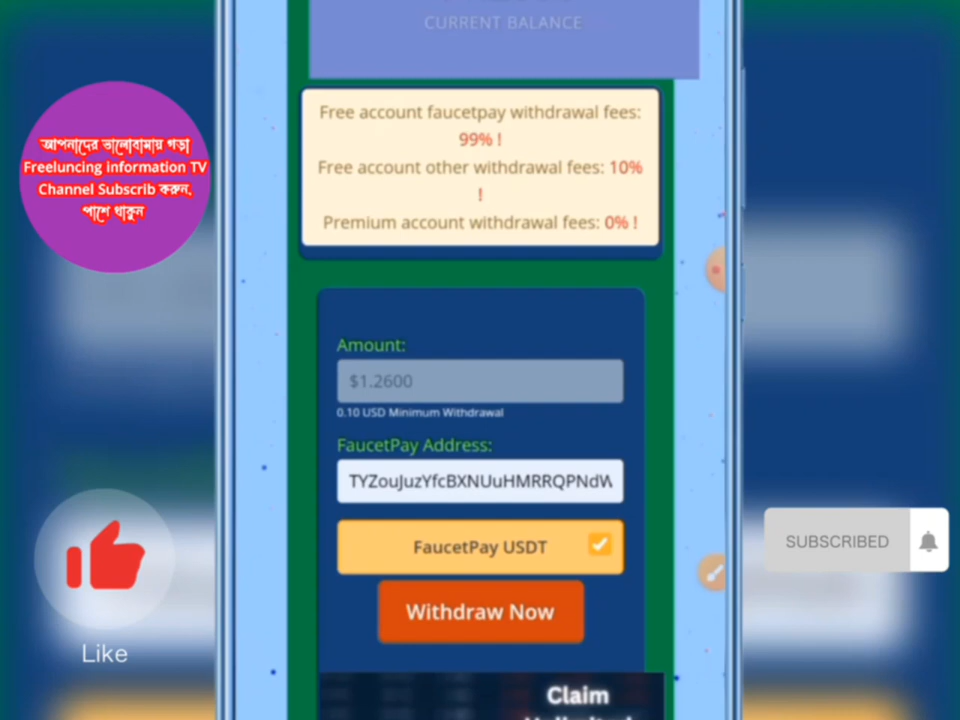 CURRENT BALANCE
Free account faucetpay withdrawal fees:
99% !
Free account other withdrawal fees: 10%
!
Premium account withdrawal fees: 0% !
আপনাদের ভালোবাসায় গড়া
Freeluncing information TV
Channel Subscrib করুন,
পাশে থাকুন
Amount:
$1.2600
0.10 USD Minimum Withdrawal
FaucetPay Address:
TYZouJuzYfcBXNUuHMRRQPNdW
FaucetPay USDT
SUBSCRIBED
Withdraw Now
Like
Claim